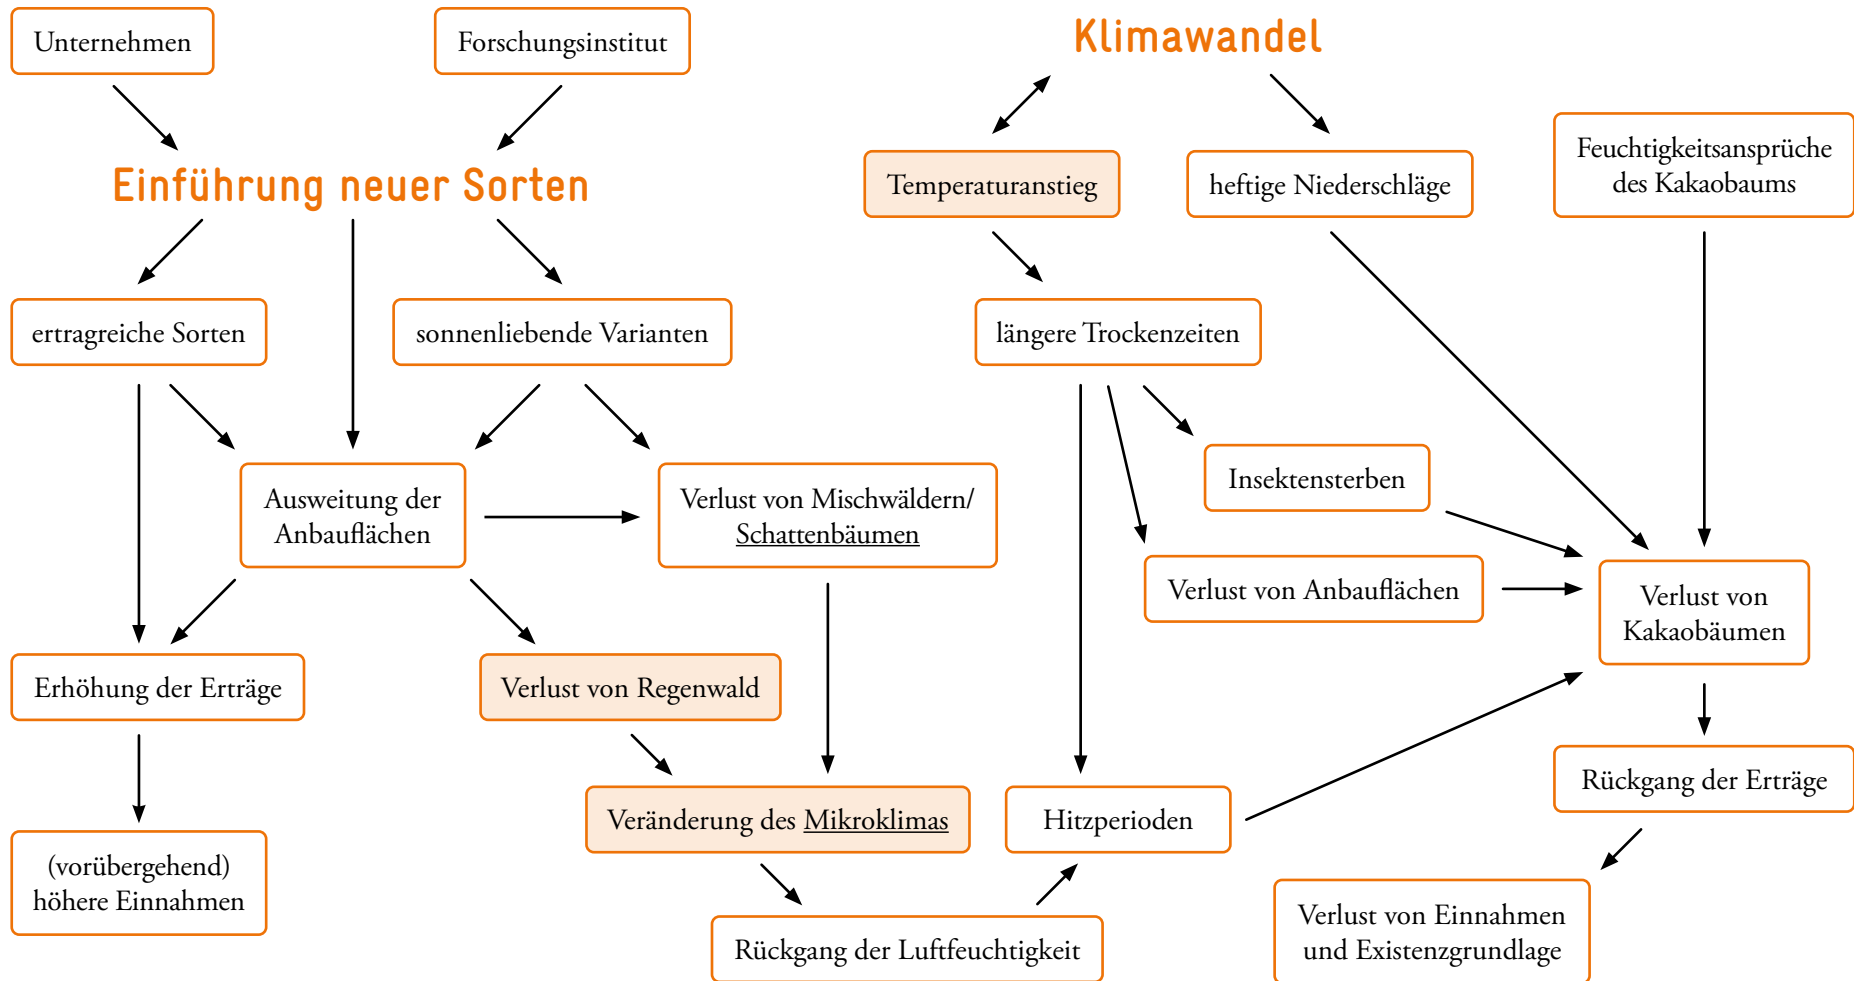 Unternehmen
Forschungsinstitut
Klimawandel
Einführung neuer Sorten
Temperaturanstieg
heftige Niederschläge
Feuchtigkeitsansprüche
des Kakaobaums
ertragreiche Sorten
sonnenliebende Varianten
längere Trockenzeiten
Ausweitung der
Anbauflächen
Verlust von Mischwäldern/
Schattenbäumen
Insektensterben
Verlust von Anbauflächen
Verlust von
Kakaobäumen
Erhöhung der Erträge
Verlust von Regenwald
Rückgang der Erträge
Veränderung des Mikroklimas
Hitzperioden
(vorübergehend)
höhere Einnahmen
Rückgang der Luftfeuchtigkeit
Verlust von Einnahmen
und Existenzgrundlage